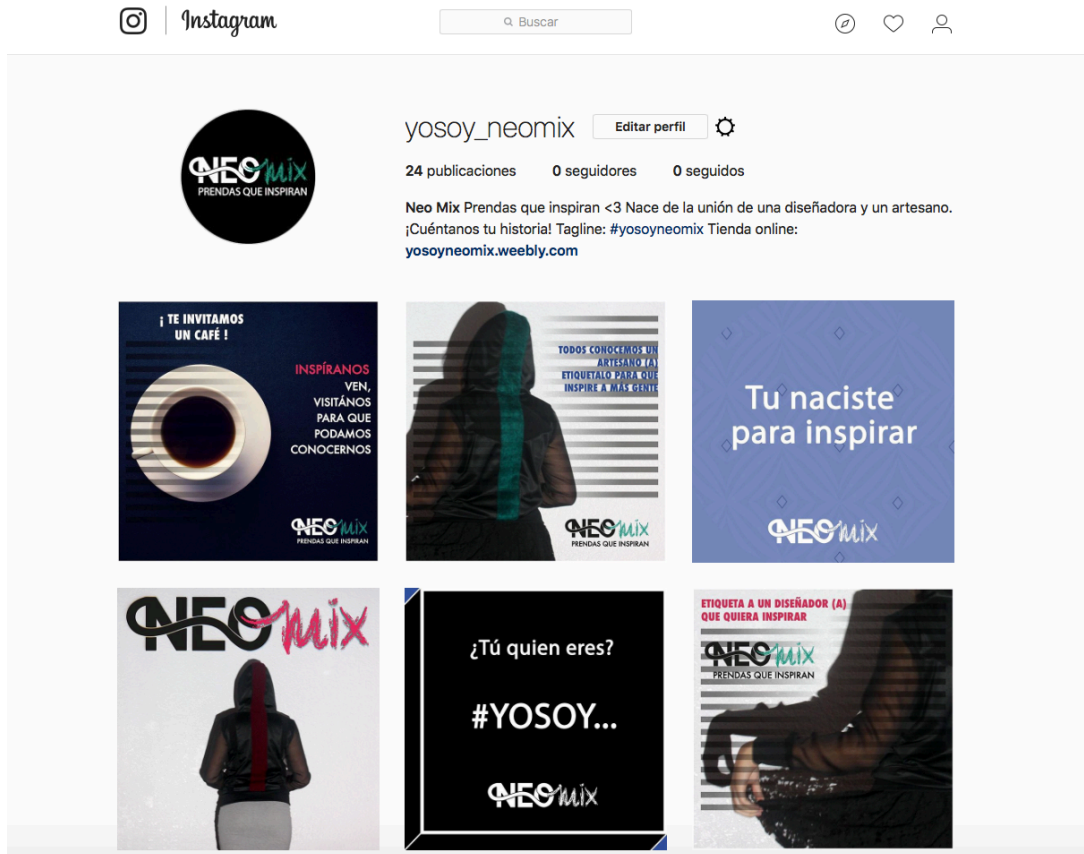 Instagram
Buscar
NEOmix
PRENDAS QUE INSPIRAN
yosoy_neomix
Editar perfil
24 publicaciones 0 seguidores 0 seguidos
Neo Mix Prendas que inspiran <3 Nace de la unión de una diseñadora y un artesano.
¡Cuéntanos tu historia! Tagline: #yosoyneomix Tienda online:
yosoyneomix.weebly.com
¡ TE INVITAMOS
UN CAFÉ !
INSPÍRANOS
VEN,
VISITÁNOS
PARA QUE
PODAMOS
CONOCERNOS
NEOmix
PRENDAS QUE INSPIRAN
TODOS CONOCEMOS UN
ARTESANO (A)
ETIQUETALO PARA QUE
INSPIRE A MÁS GENTE
NEOmix
PRENDAS QUE INSPIRAN
Tu naciste
para inspirar
NEOmix
NEOmix
¿Tú quien eres?
#YOSOY...
NEOmix
ETIQUETA A UN DISEÑADOR (A)
QUE QUIERA INSPIRAR
NEOmix
PRENDAS QUE INSPIRAN